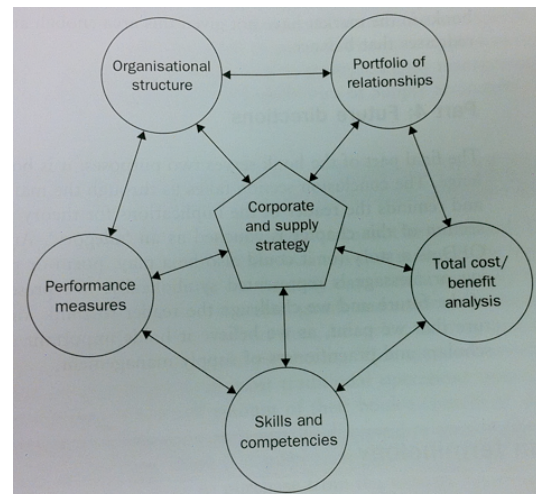 Organisational
structure
Portfolio of
relationships
Corporate
and supply
strategy
Performance
measures
Total cost/
benefit
analysis
Skills and
competencies